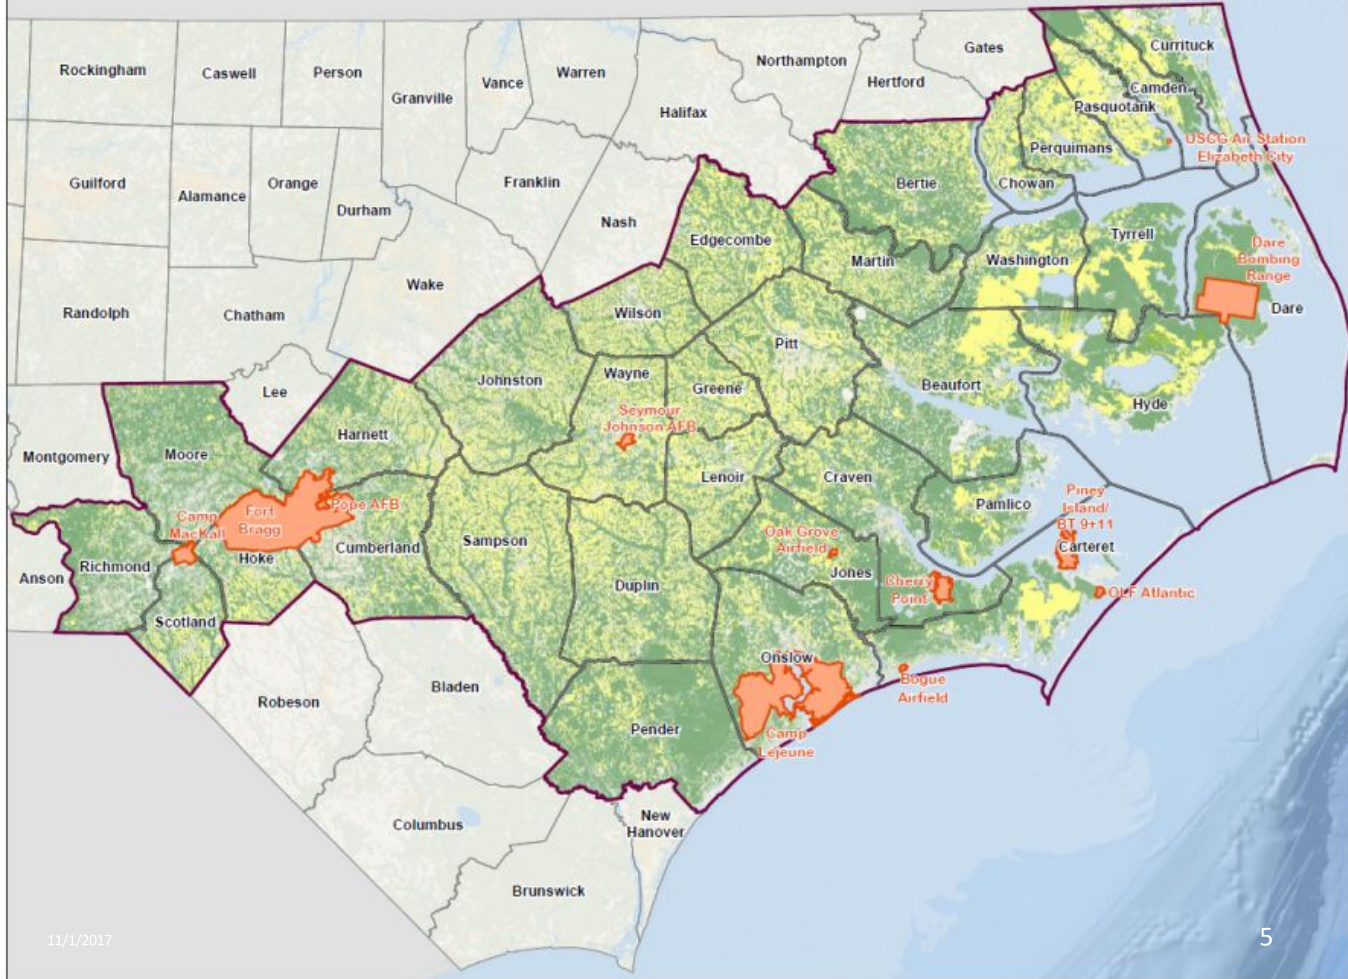 Rockingham
Caswell
Person
Granville
Vance
Warren
Halifax
Northampton
Hertford
Gates
Currituck
Camden
Pasquotank
Perquimans
USCG Air Station
Elizabeth City
Chowan
Bertie
Guilford
Alamance
Orange
Durham
Franklin
Nash
Edgecombe
Martin
Washington
Tyrrell
Dare
Bombing
Range
Dare
Randolph
Chatham
Wake
Wilson
Pitt
Beaufort
Hyde
Lee
Johnston
Wayne
Greene
Seymour
Johnson AFB
Montgomery
Moore
Harnett
Lenoir
Craven
Pamlico
Piney
Island/
BT 9+11
Carteret
Camp
MacKall
Fort
Bragg
Pope AFB
Hoke
Cumberland
Sampson
Duplin
Oak Grove
Airfield
Jones
Cherry
Point
OLF Atlantic
Anson
Richmond
Scotland
Robeson
Bladen
Pender
Onslow
Camp
Lejeune
Bogue
Airfield
Columbus
New
Hanover
Brunswick
11/1/2017
5